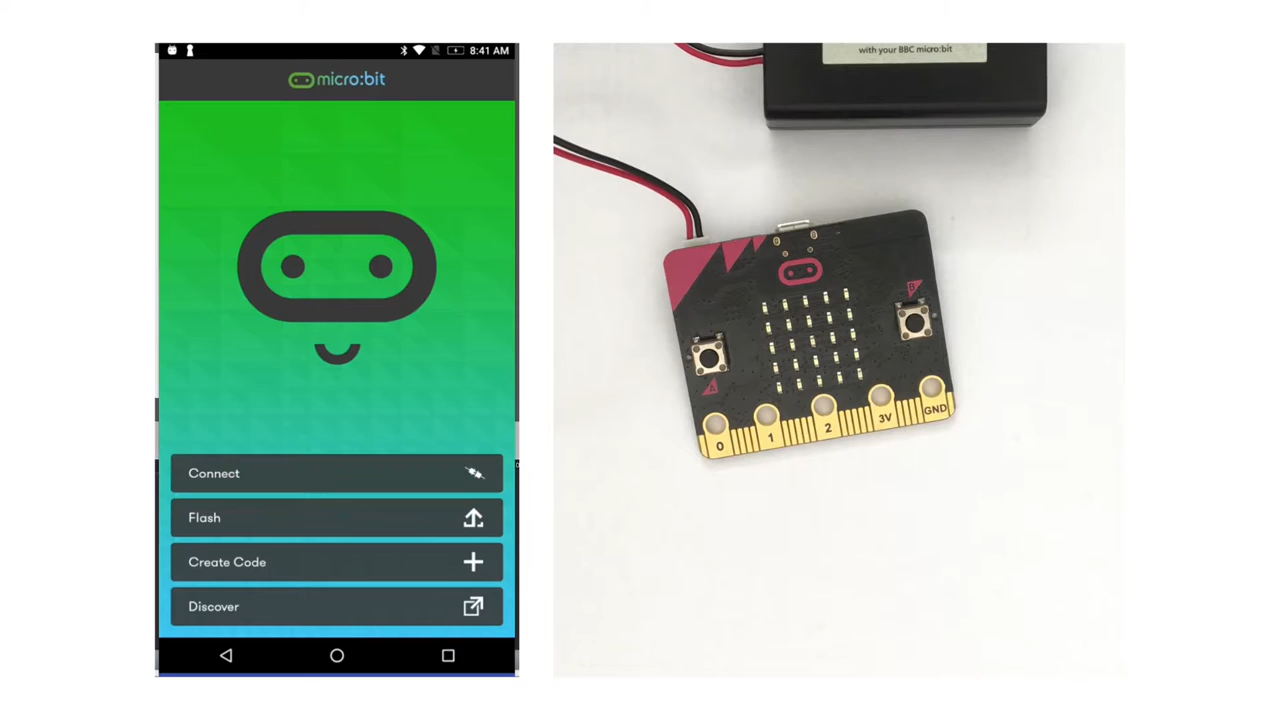 8:41 AM
micro:bit
Connect
Flash
Create Code
Discover
with your BBC micro:bit
B
A
0
1
2
3V
GND